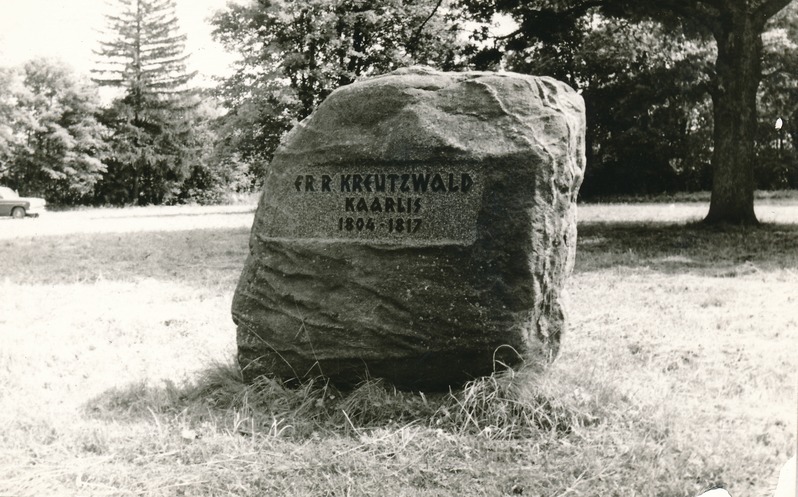 FR. R. KREUTZWALD
KAARLIS
1804-1817